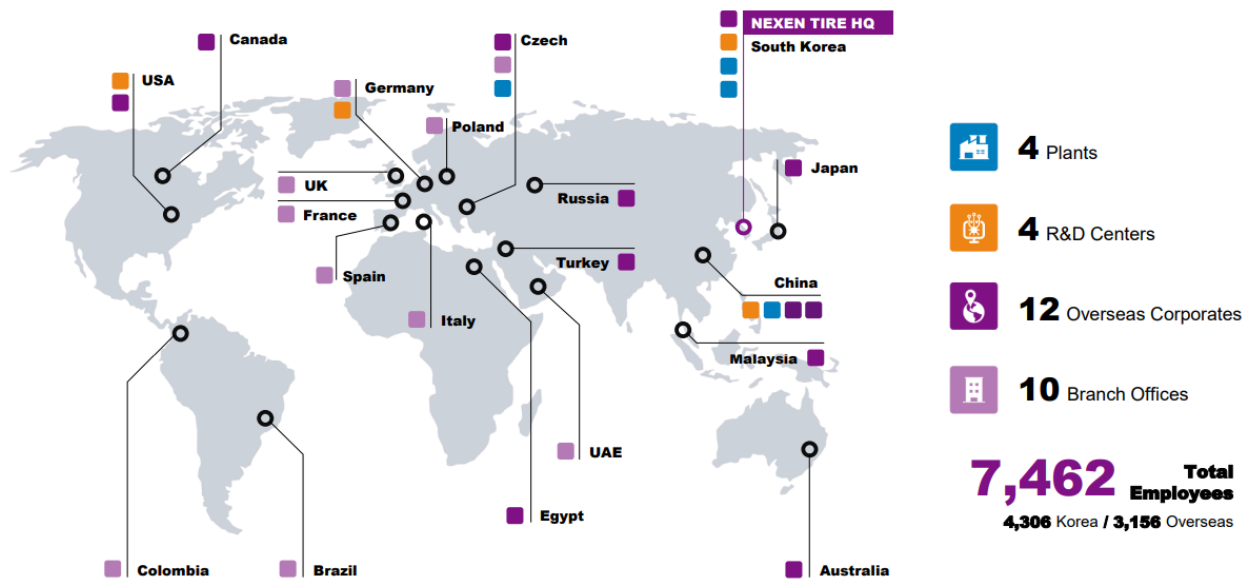 Canada
USA
Germany
Czech
NEXEN TIRE HQ
South Korea
Poland
UK
France
Spain
Italy
Russia
Turkey
Japan
China
Malaysia
UAE
Egypt
Colombia
Brazil
Australia
4 Plants
4 R&D Centers
12 Overseas Corporates
10 Branch Offices
7,462 Total
Employees
4,306 Korea / 3,156 Overseas